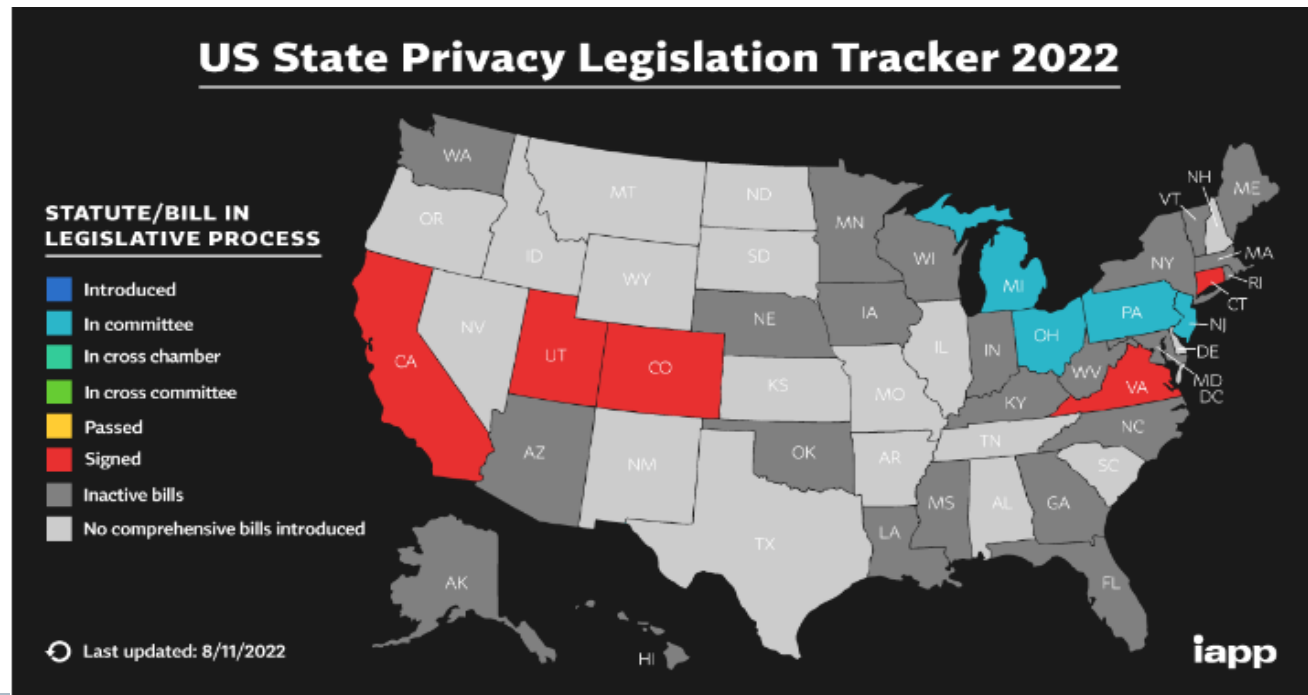 US State Privacy Legislation Tracker 2022
STATUTE/BILL IN
LEGISLATIVE PROCESS
Introduced
In committee
In cross chamber
In cross committee
Passed
Signed
Inactive bills
No comprehensive bills introduced
WA
OR
CA
NV
ID
MT
WY
UT
AZ
CO
NM
ND
SD
NE
KS
OK
TX
MN
IA
MO
AR
LA
WI
IL
MI
IN
OH
KY
TN
MS
AL
GA
FL
SC
NC
VA
WV
PA
NY
VT
NH
ME
MA
RI
CT
NJ
DE
MD
DC
AK
HI
Last updated: 8/11/2022
iapp